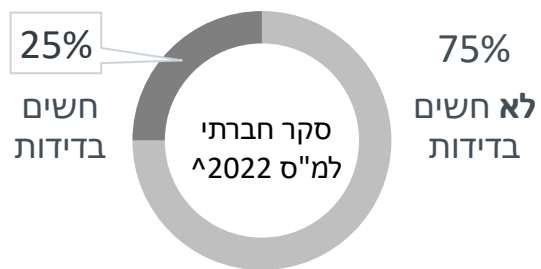 75%
לא חשים
בדידות
סקר חברתי
למ"ס 2022^
25%
חשים
בדידות